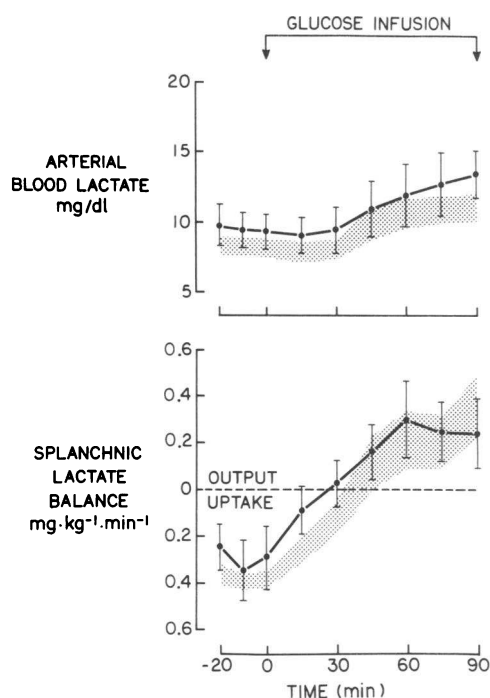 GLUCOSE INFUSION
0
90
20
15
10
5
ARTERIAL
BLOOD LACTATE
mg/dl
0.6
0.4
0.2
0
0.2
0.4
0.6
OUTPUT
UPTAKE
SPLANCHNIC
LACTATE
BALANCE
mg·kg⁻¹·min⁻¹
-20 0 30 60 90
TIME (min)